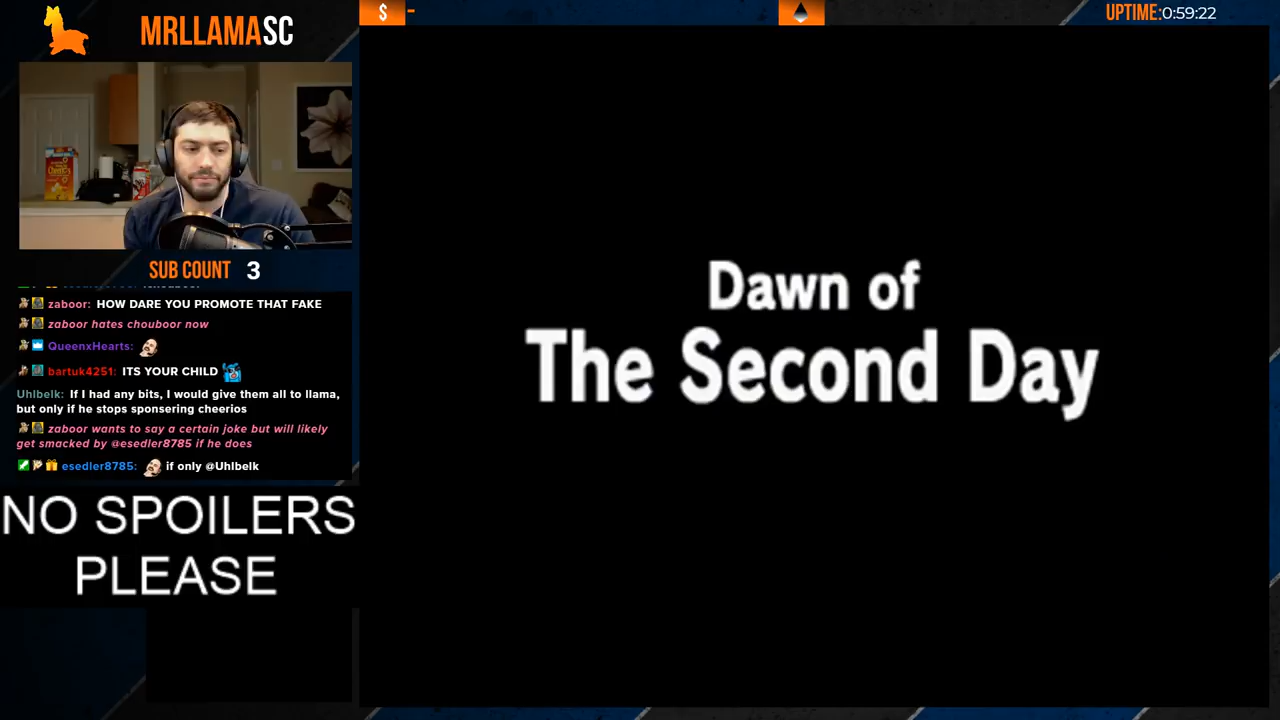 MRLLAMASC
$ -
UPTIME:0:59:22
Dawn of
The Second Day
SUB COUNT 3
zaboor: HOW DARE YOU PROMOTE THAT FAKE
zaboor hates chouboor now
QueenxHearts:
bartuk4251: ITS YOUR CHILD
Uhlbelk: If I had any bits, I would give them all to llama,
but only if he stops sponsering cheerios
zaboor wants to say a certain joke but will likely
get smacked by @esedler8785 if he does
esedler8785: if only @Uhlbelk
NO SPOILERS
PLEASE